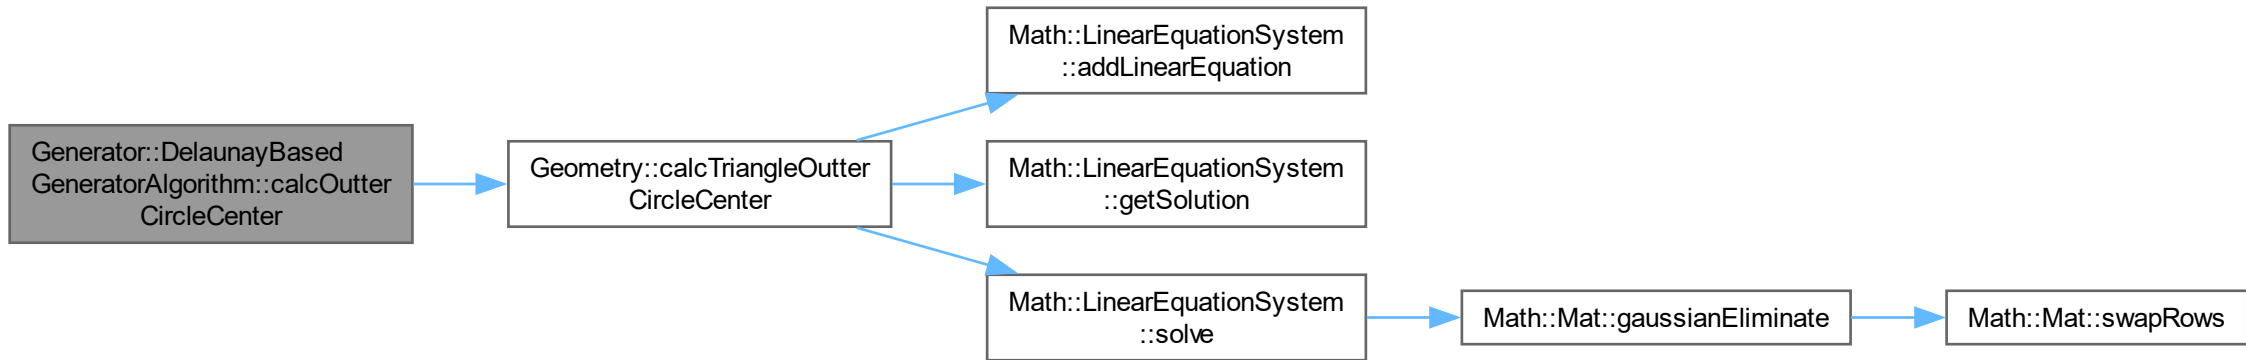 Generator::DelaunayBased
GeneratorAlgorithm::calcOutter
CircleCenter
Geometry::calcTriangleOutter
CircleCenter
Math::LinearEquationSystem
::addLinearEquation
Math::LinearEquationSystem
::getSolution
Math::LinearEquationSystem
::solve
Math::Mat::gaussianEliminate
Math::Mat::swapRows